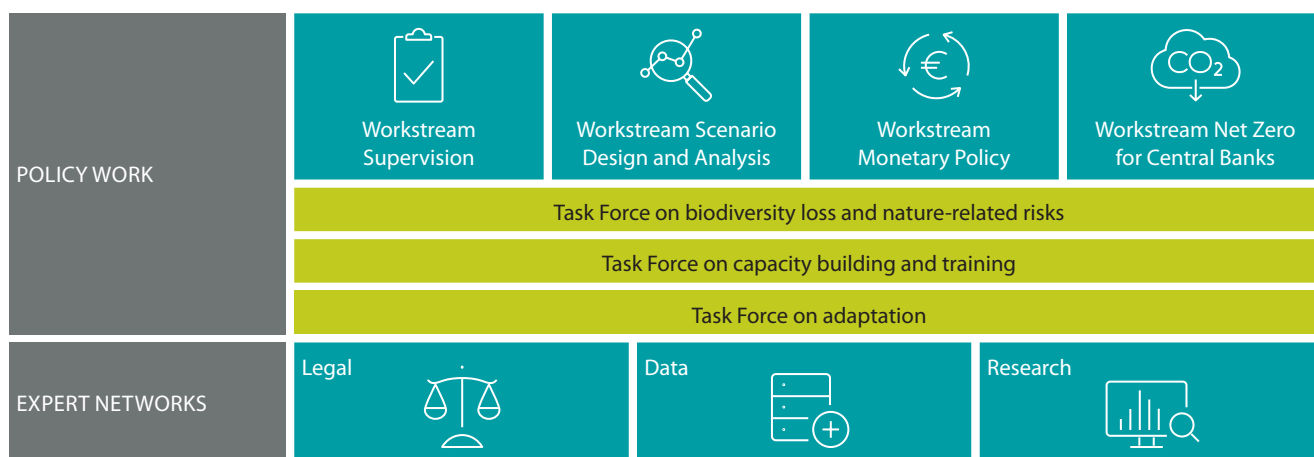 POLICY WORK
Workstream
Supervision
Workstream Scenario
Design and Analysis
€
Workstream
Monetary Policy
CO2
Workstream Net Zero
for Central Banks
Task Force on biodiversity loss and nature-related risks
Task Force on capacity building and training
Task Force on adaptation
EXPERT NETWORKS
Legal
Data
Research